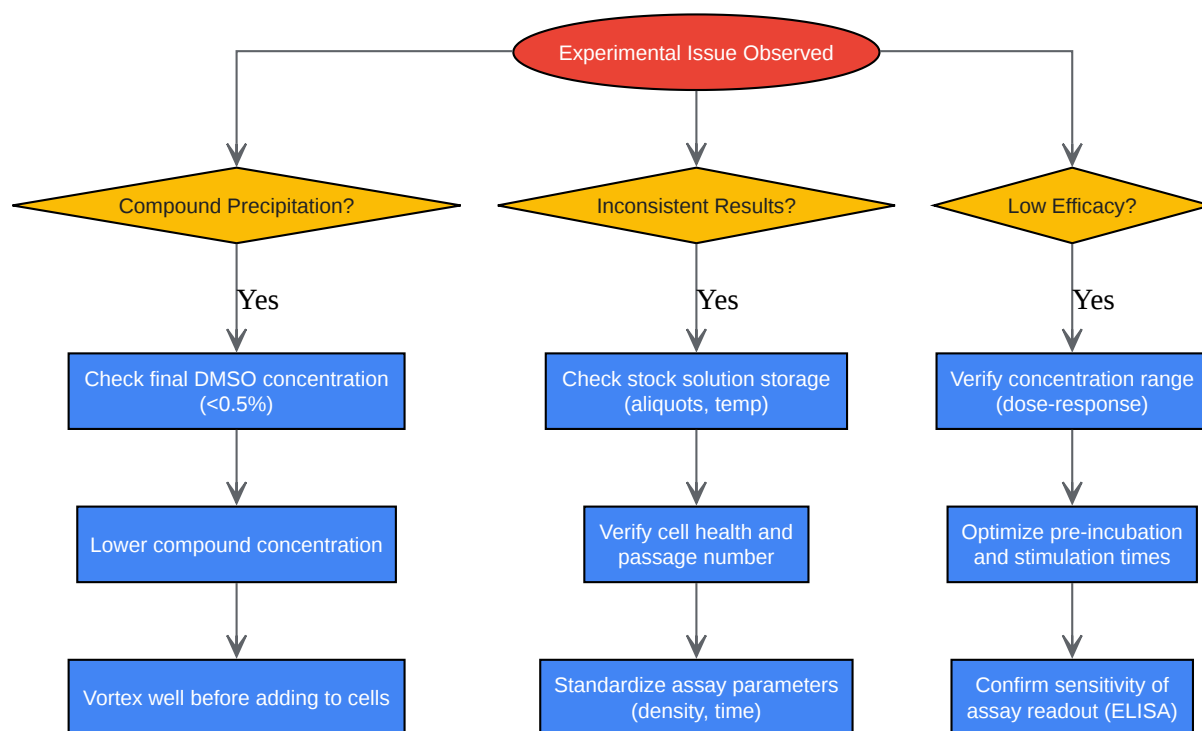 Experimental Issue Observed
Compound Precipitation?
Inconsistent Results?
Low Efficacy?
Yes
Yes
Yes
Check final DMSO concentration
(<0.5%)
Check stock solution storage
(aliquots, temp)
Verify concentration range
(dose-response)
Lower compound concentration
Verify cell health and
passage number
Optimize pre-incubation
and stimulation times
Vortex well before adding to cells
Standardize assay parameters
(density, time)
Confirm sensitivity of
assay readout (ELISA)